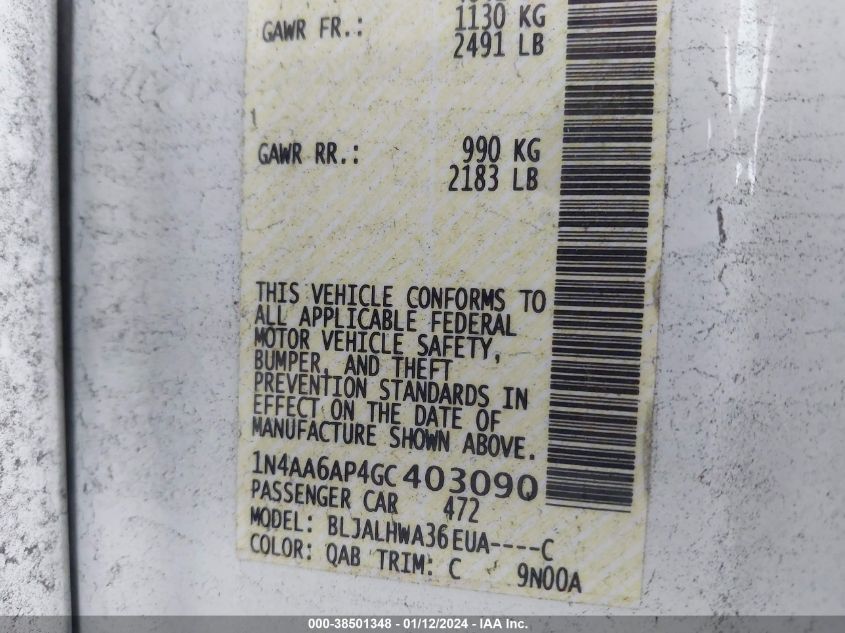 GAWR FR.: 1130 KG
2491 LB
GAWR RR.: 990 KG
2183 LB
THIS VEHICLE CONFORMS TO
ALL APPLICABLE FEDERAL
MOTOR VEHICLE SAFETY,
BUMPER, AND THEFT
PREVENTION STANDARDS IN
EFFECT ON THE DATE OF
MANUFACTURE SHOWN ABOVE.
1N4AA6AP4GC403090
PASSENGER CAR 472
MODEL: BLJALHWA36EUA----C
COLOR: QAB TRIM: C 9N00A
000-38501348 - 01/12/2024 - IAA Inc.